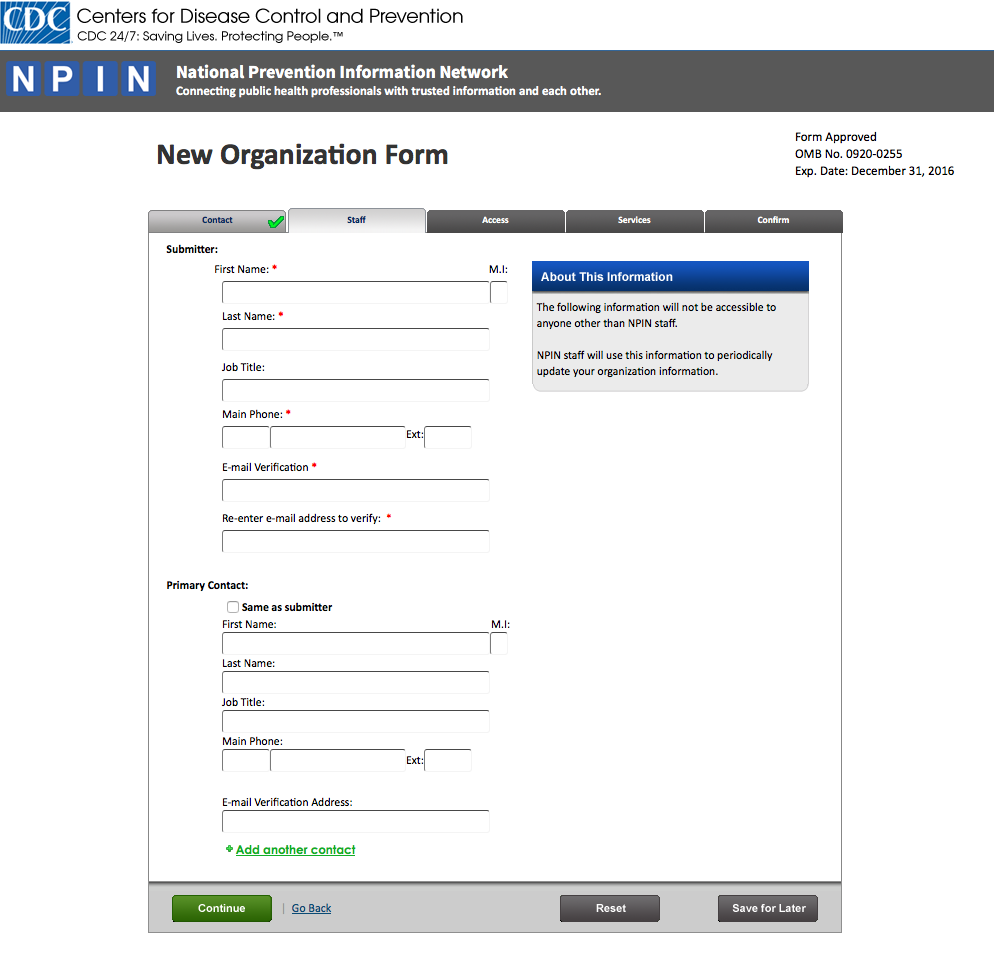 CDC
Centers for Disease Control and Prevention
CDC 24/7: Saving Lives. Protecting People.™
NPIN
National Prevention Information Network
Connecting public health professionals with trusted information and each other.
New Organization Form
Form Approved
OMB No. 0920-0255
Exp. Date: December 31, 2016
Contact Staff Access Services Confirm
Submitter:
First Name: * M.I:
Last Name: *
Job Title:
Main Phone: *
Ext:
E-mail Verification *
Re-enter e-mail address to verify: *
About This Information
The following information will not be accessible to
anyone other than NPIN staff.
NPIN staff will use this information to periodically
update your organization information.
Primary Contact:
Same as submitter
First Name: M.I:
Last Name:
Job Title:
Main Phone:
Ext:
E-mail Verification Address:
+ Add another contact
Continue | Go Back Reset Save for Later